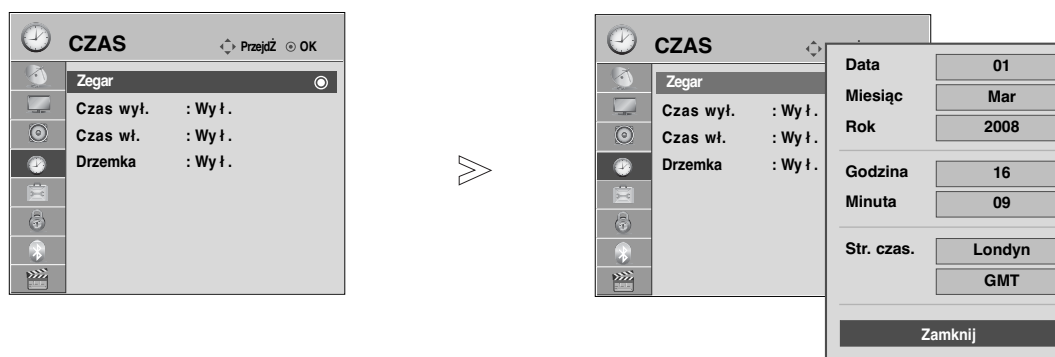 CZAS
PrzejdŹ OK
Zegar
Czas wył. : Wył.
Czas wł. : Wył.
Drzemka : Wył.
CZAS
Zegar
Czas wył. : Wył.
Czas wł. : Wył.
Drzemka : Wył.
Data 01
Miesiąc Mar
Rok 2008
Godzina 16
Minuta 09
Str. czas. Londyn
GMT
Zamknij